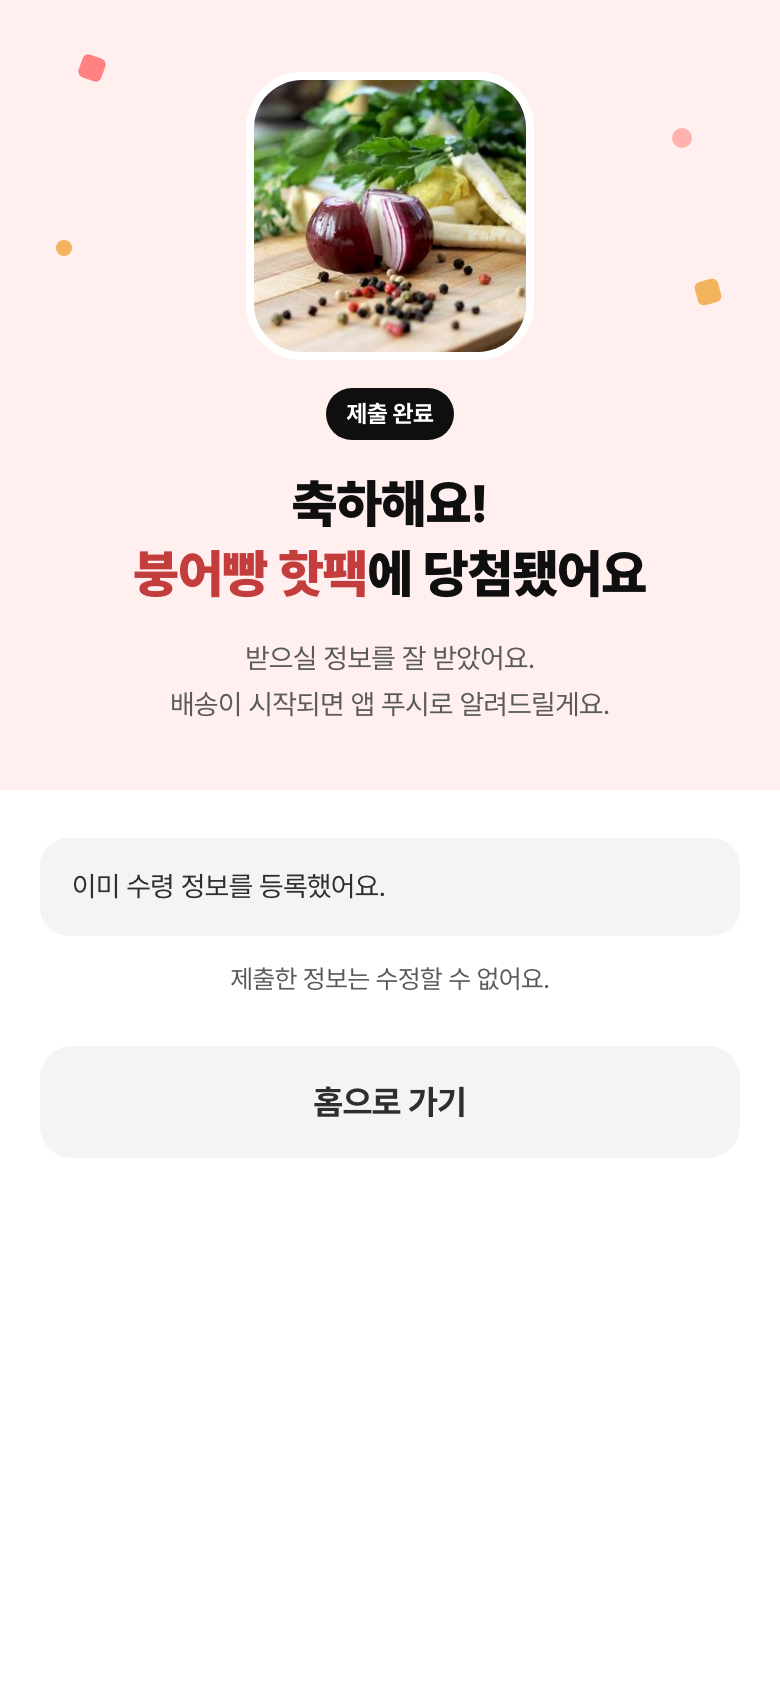 제출 완료
축하해요!
붕어빵 핫팩에 당첨됐어요
받으실 정보를 잘 받았어요.
배송이 시작되면 앱 푸시로 알려드릴게요.
이미 수령 정보를 등록했어요.
제출한 정보는 수정할 수 없어요.
홈으로 가기